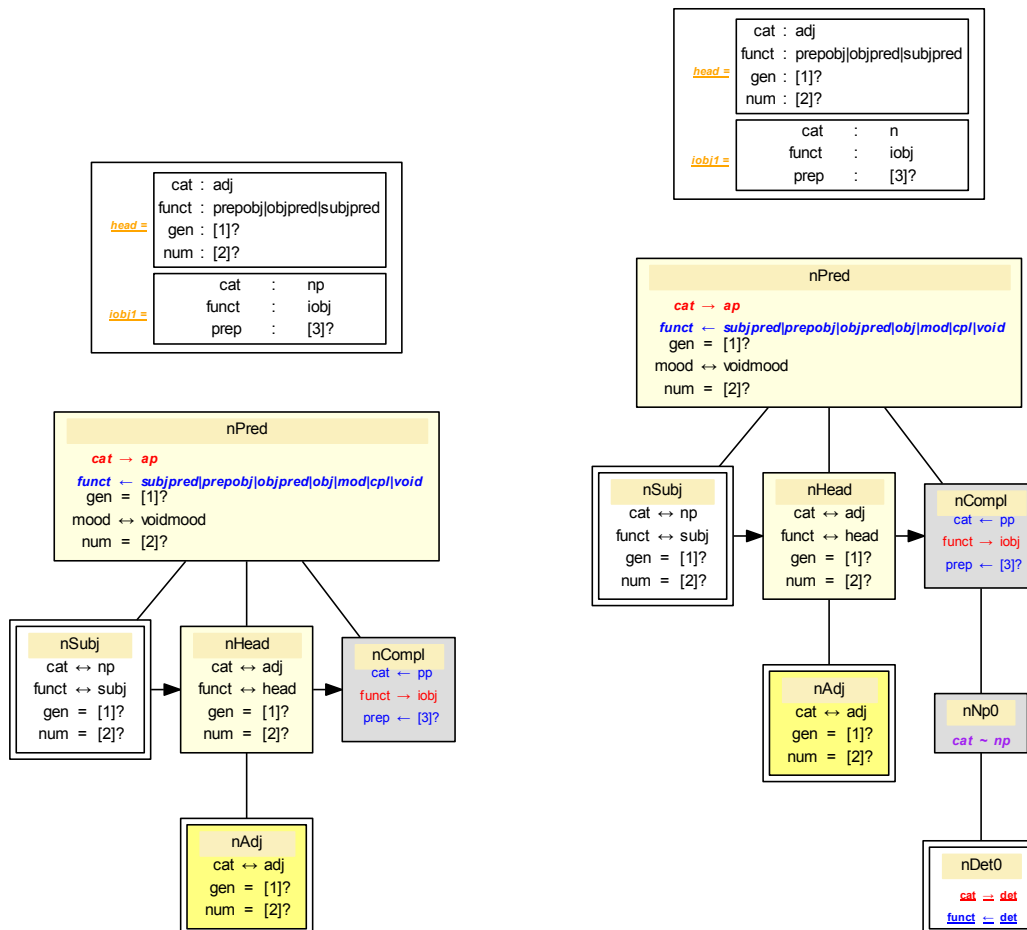 head =
cat : adj
funct : prepobj|objpred|subjpred
gen : [1]?
num : [2]?
iobj1 =
cat : np
funct : iobj
prep : [3]?
nPred
cat → ap
funct ← subjpred|prepobj|objpred|obj|mod|cpl|void
gen = [1]?
mood ↔ voidmood
num = [2]?
nSubj
cat ↔ np
funct ↔ subj
gen = [1]?
num = [2]?
nHead
cat ↔ adj
funct ↔ head
gen = [1]?
num = [2]?
nCompl
cat ← pp
funct → iobj
prep ← [3]?
nAdj
cat ↔ adj
gen = [1]?
num = [2]?
head =
cat : adj
funct : prepobj|objpred|subjpred
gen : [1]?
num : [2]?
iobj1 =
cat : n
funct : iobj
prep : [3]?
nPred
cat → ap
funct ← subjpred|prepobj|objpred|obj|mod|cpl|void
gen = [1]?
mood ↔ voidmood
num = [2]?
nSubj
cat ↔ np
funct ↔ subj
gen = [1]?
num = [2]?
nHead
cat ↔ adj
funct ↔ head
gen = [1]?
num = [2]?
nCompl
cat ← pp
funct → iobj
prep ← [3]?
nAdj
cat ↔ adj
gen = [1]?
num = [2]?
nNp0
cat ~ np
nDet0
cat → det
funct ← det